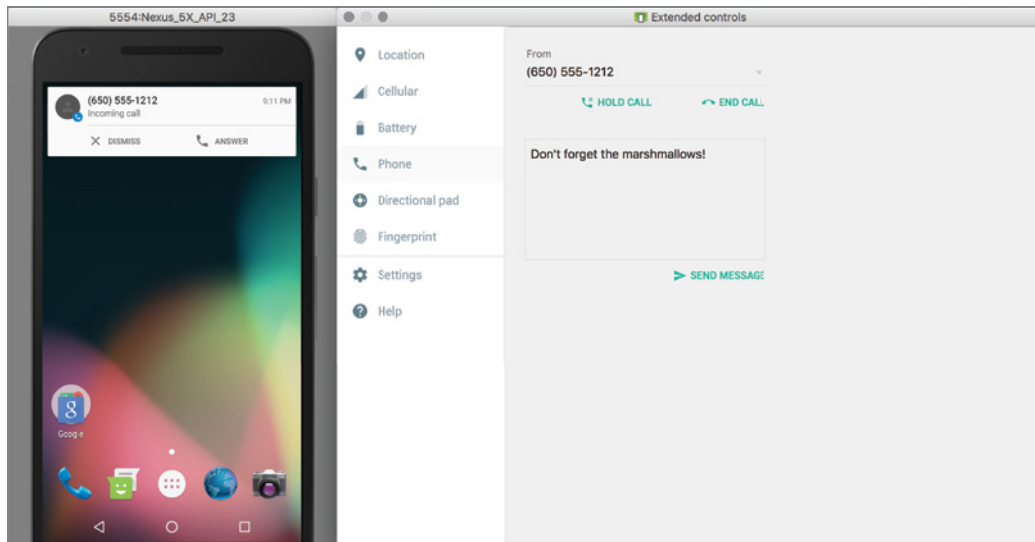 5554:Nexus_5X_API_23
(650) 555-1212
9:11 PM
Incoming call
DISMISS
ANSWER
8
Google
Extended controls
Location
Cellular
Battery
Phone
Directional pad
Fingerprint
Settings
Help
From
(650) 555-1212
HOLD CALL
END CALL
Don't forget the marshmallows!
SEND MESSAGE